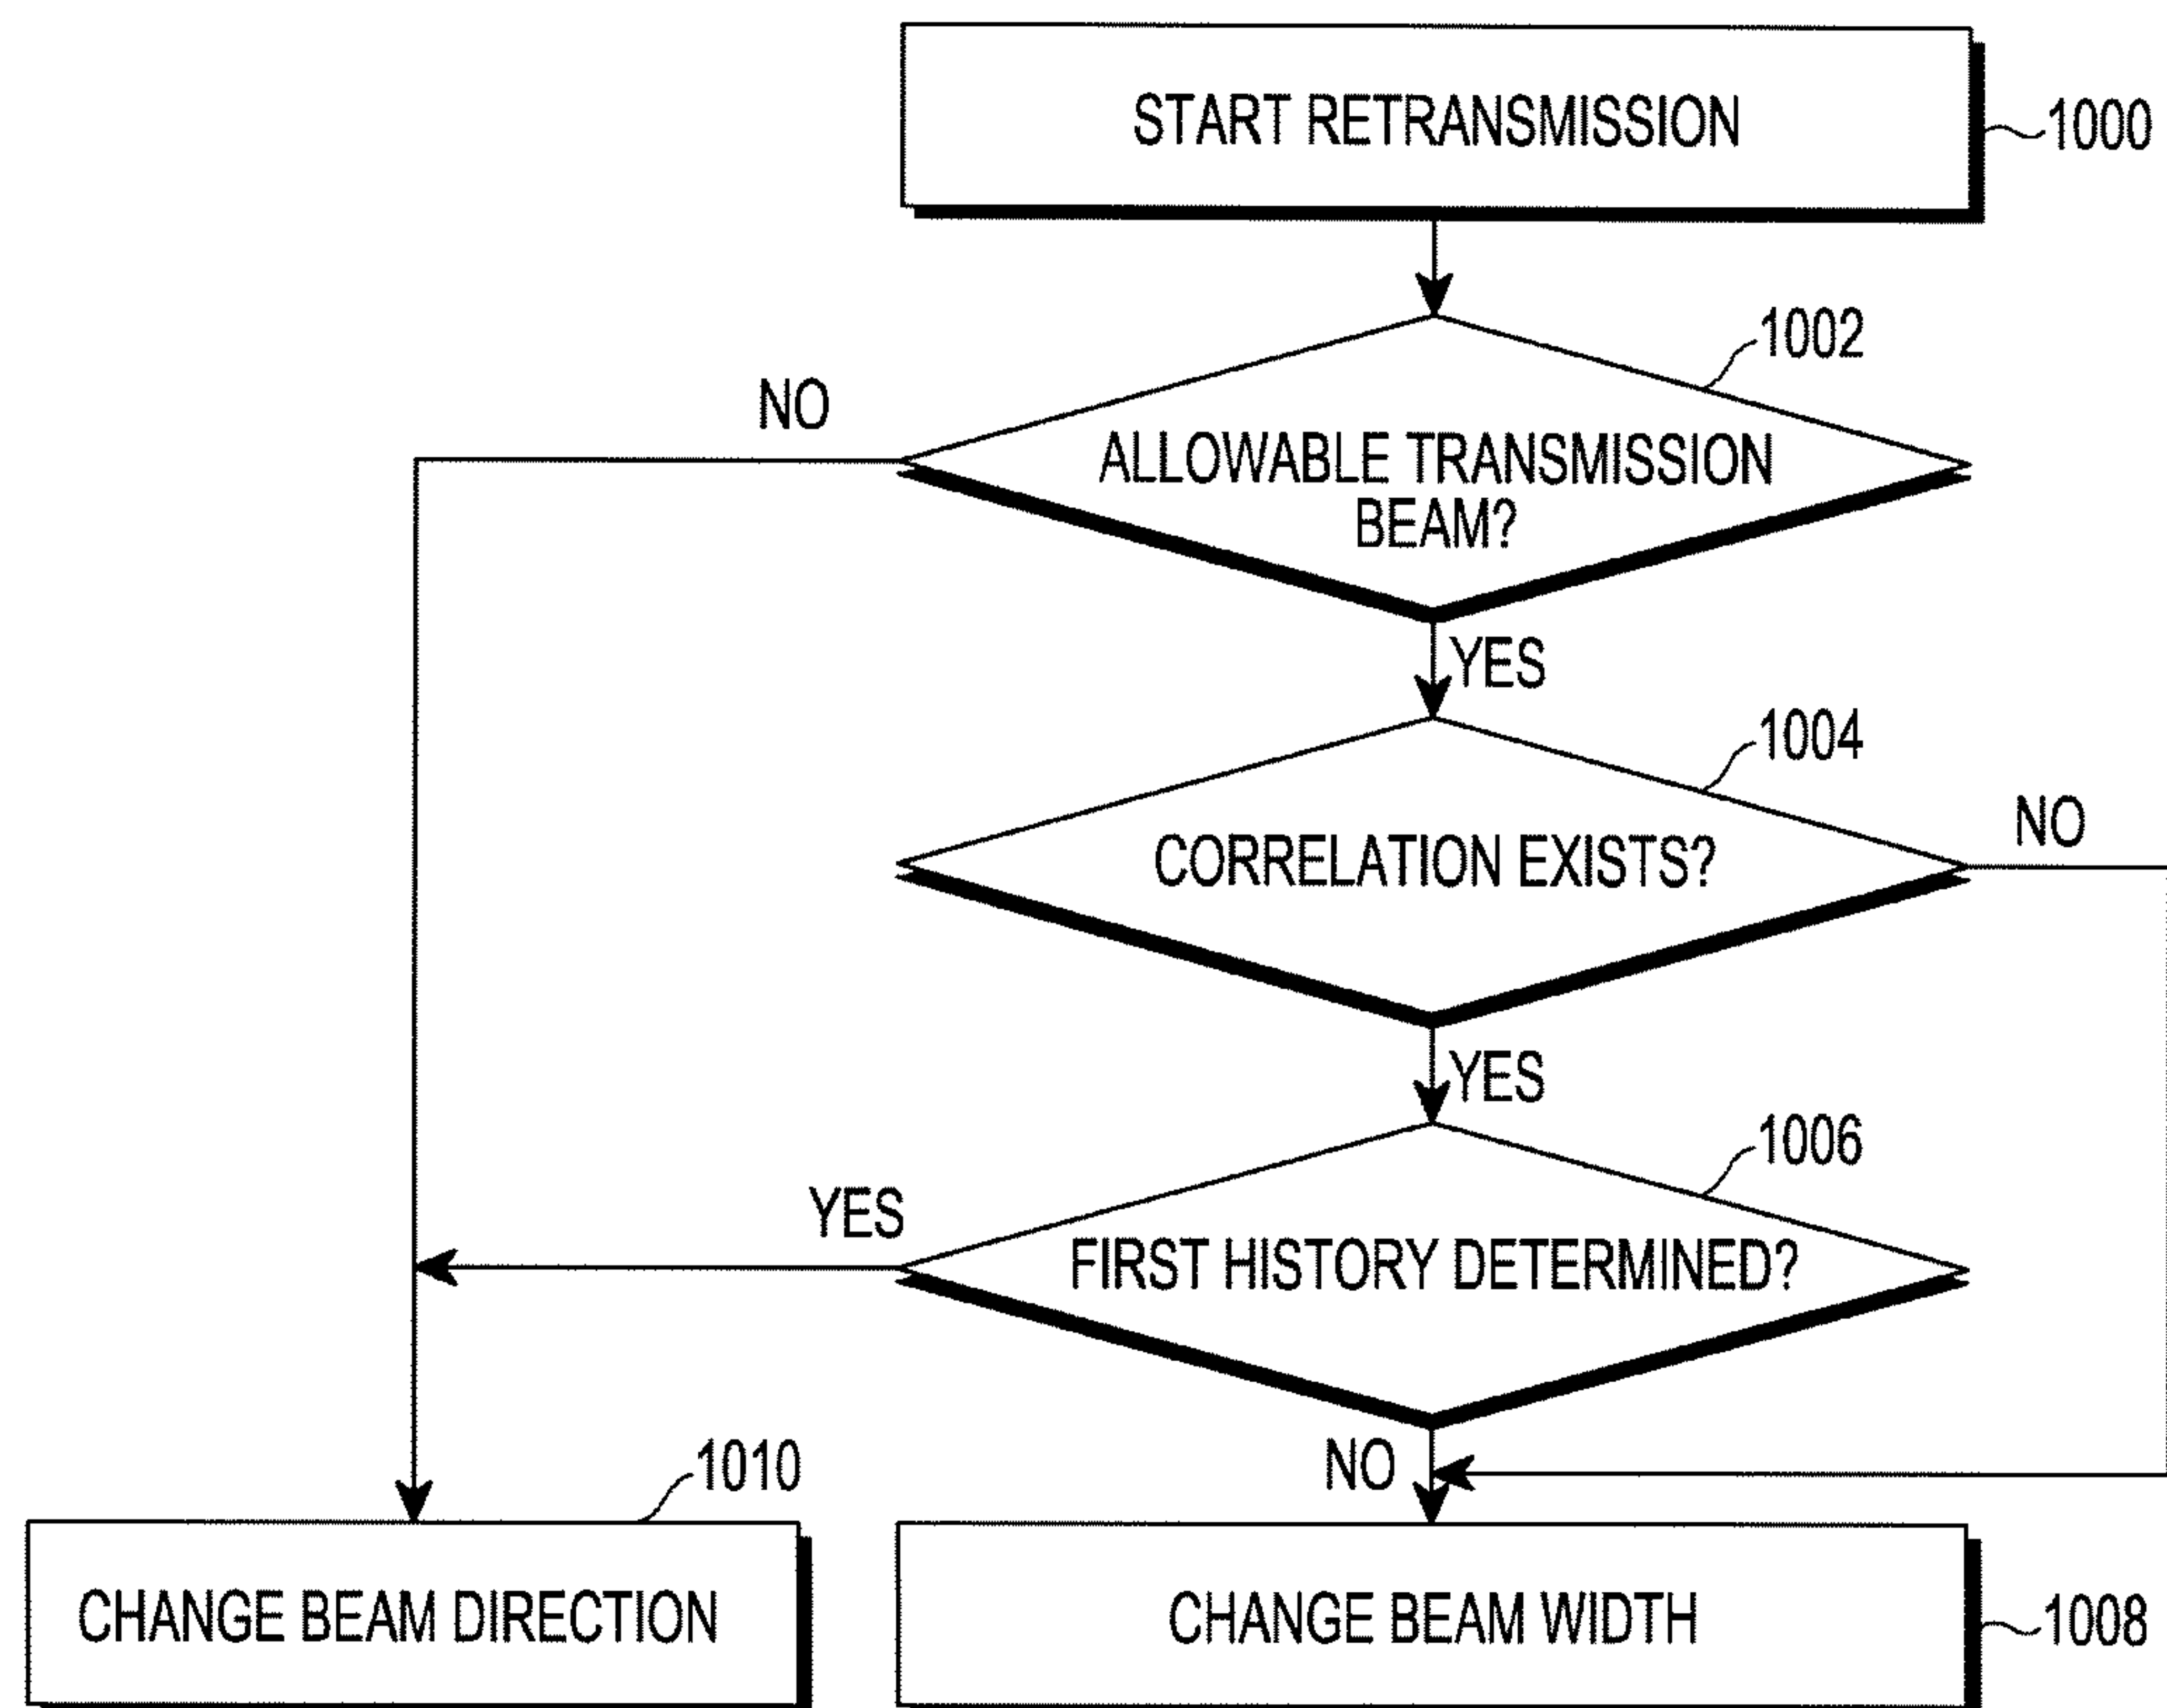 START RETRANSMISSION
1000
1002
NO
ALLOWABLE TRANSMISSION
BEAM?
YES
1004
NO
CORRELATION EXISTS?
YES
1006
YES
FIRST HISTORY DETERMINED?
NO
1010
CHANGE BEAM DIRECTION
CHANGE BEAM WIDTH
1008